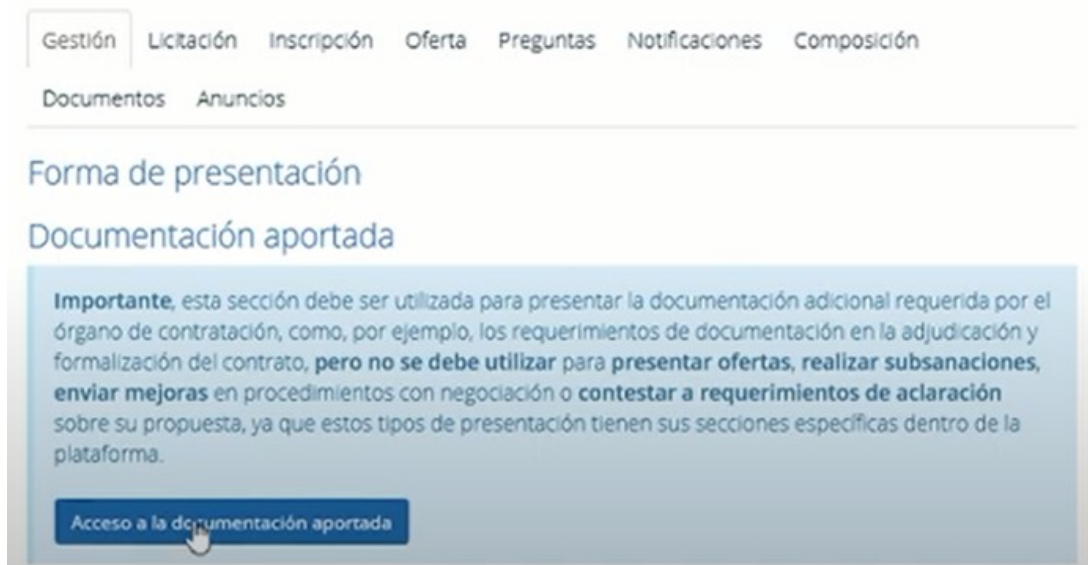 Gestión Licitación Inscripción Oferta Preguntas Notificaciones Composición
Documentos Anuncios
Forma de presentación
Documentación aportada
Importante, esta sección debe ser utilizada para presentar la documentación adicional requerida por el
órgano de contratación, como, por ejemplo, los requerimientos de documentación en la adjudicación y
formalización del contrato, pero no se debe utilizar para presentar ofertas, realizar subsanaciones,
enviar mejoras en procedimientos con negociación o contestar a requerimientos de aclaración
sobre su propuesta, ya que estos tipos de presentación tienen sus secciones específicas dentro de la
plataforma.
Acceso a la documentación aportada